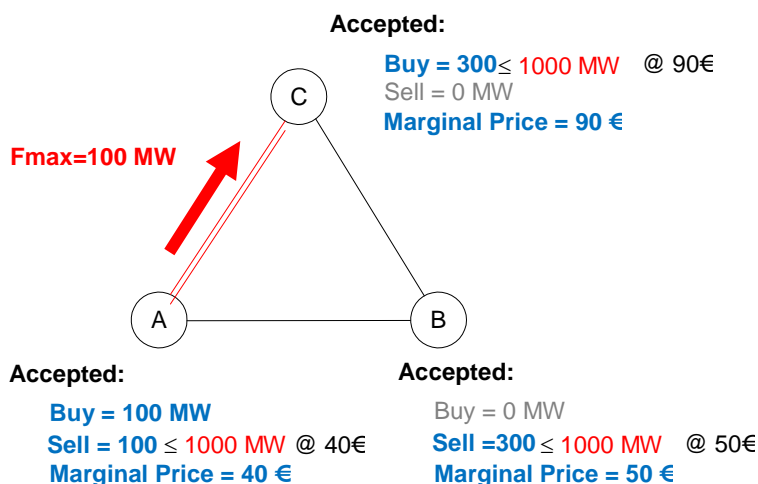 Accepted:
Buy = 300≤ 1000 MW @ 90€
Sell = 0 MW
Marginal Price = 90 €
C
Fmax=100 MW
A
B
Accepted:
Buy = 100 MW
Sell = 100 ≤ 1000 MW @ 40€
Marginal Price = 40 €
Accepted:
Buy = 0 MW
Sell =300 ≤ 1000 MW @ 50€
Marginal Price = 50 €